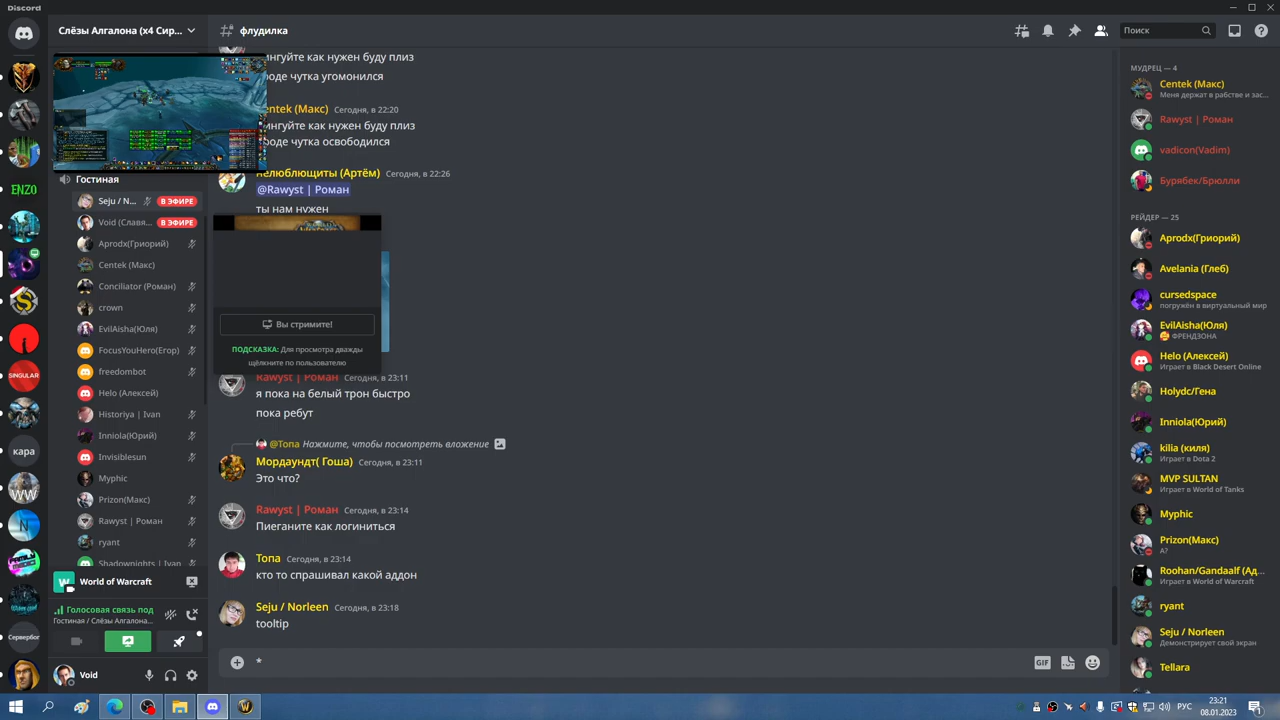 Discord
Слёзы Алгалона (x4 Сир...
флудилка
Поиск
ингуйте как нужен буду плиз
роде чутка угомонился
entek (Макс) Сегодня, в 22:20
ингуйте как нужен буду плиз
роде чутка освободился
нелюблющиты (Артём) Сегодня, в 22:26
@Rawyst | Роман
ты нам нужен
Вы стримите!
ПОДСКАЗКА: Для просмотра дважды
щёлкните по пользователю
Rawyst | Роман Сегодня, в 23:11
я пока на белый трон быстро
пока ребут
@Топа Нажмите, чтобы посмотреть вложение
Мордаундт( Гоша) Сегодня, в 23:11
Это что?
Rawyst | Роман Сегодня, в 23:14
Пиеганите как логиниться
Топа Сегодня, в 23:14
кто то спрашивал какой аддон
Seju / Norleen Сегодня, в 23:18
tooltip
*
GIF
ENZO
SINGULAR
кара
WW
N
Сервербог
Гостиная
Seju / N... В ЭФИРЕ
Void (Славя... В ЭФИРЕ
Aprodx(Гриорий)
Centek (Макс)
Conciliator (Роман)
crown
EvilAisha(Юля)
FocusYouHero(Егор)
freedombot
Helo (Алексей)
Historiya | Ivan
Inniola(Юрий)
Invisiblesun
Myphic
Prizon(Макс)
Rawyst | Роман
ryant
Shadownights | Ivan
World of Warcraft
Голосовая связь под
Гостиная / Слёзы Алгалона...
Void
МУДРЕЦ — 4
Centek (Макс)
Меня держат в рабстве и зас...
Rawyst | Роман
vadicon(Vadim)
Бурябек/Брюлли
РЕЙДЕР — 25
Aprodx(Гриорий)
Avelania (Глеб)
cursedspace
погружён в виртуальный мир
EvilAisha(Юля)
ФРЕНДЗОНА
Helo (Алексей)
Играет в Black Desert Online
Holydc/Гена
Inniola(Юрий)
kilia (киля)
Играет в Dota 2
MVP SULTAN
Играет в World of Tanks
Myphic
Prizon(Макс)
А?
Roohan/Gandaalf (Ад...
Играет в World of Warcraft
ryant
Seju / Norleen
Демонстрирует свой экран
Tellara
РУС
23:21
08.01.2023
1